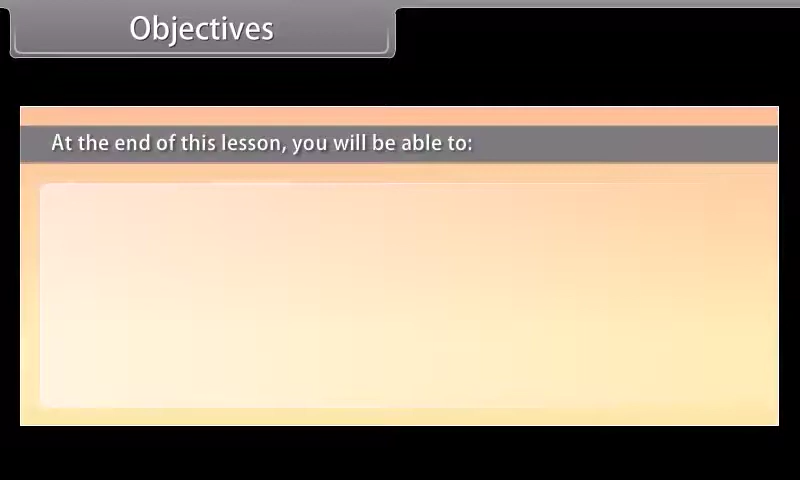 Objectives
At the end of this lesson, you will be able to: